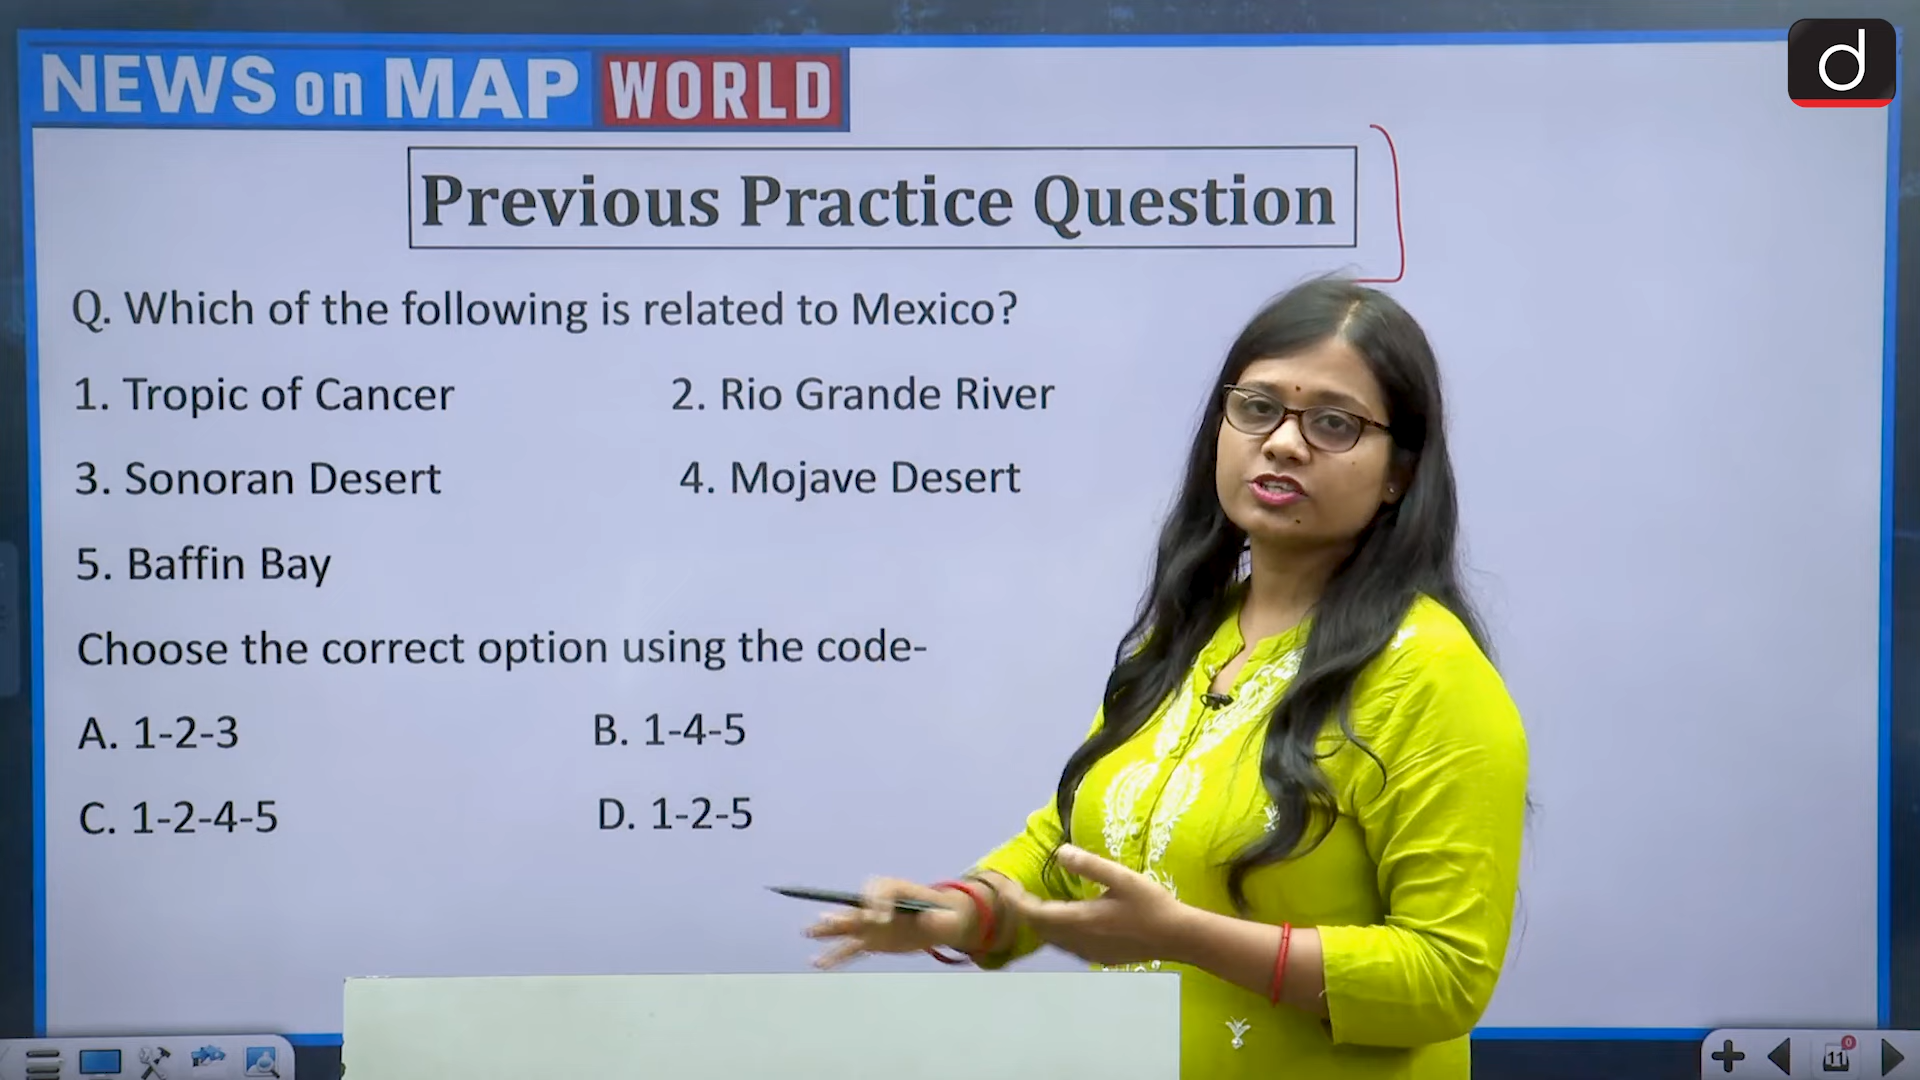 NEWS on MAP WORLD
d
Previous Practice Question
Q. Which of the following is related to Mexico?
1. Tropic of Cancer 2. Rio Grande River
3. Sonoran Desert 4. Mojave Desert
5. Baffin Bay
Choose the correct option using the code-
A. 1-2-3 B. 1-4-5
C. 1-2-4-5 D. 1-2-5
11 0